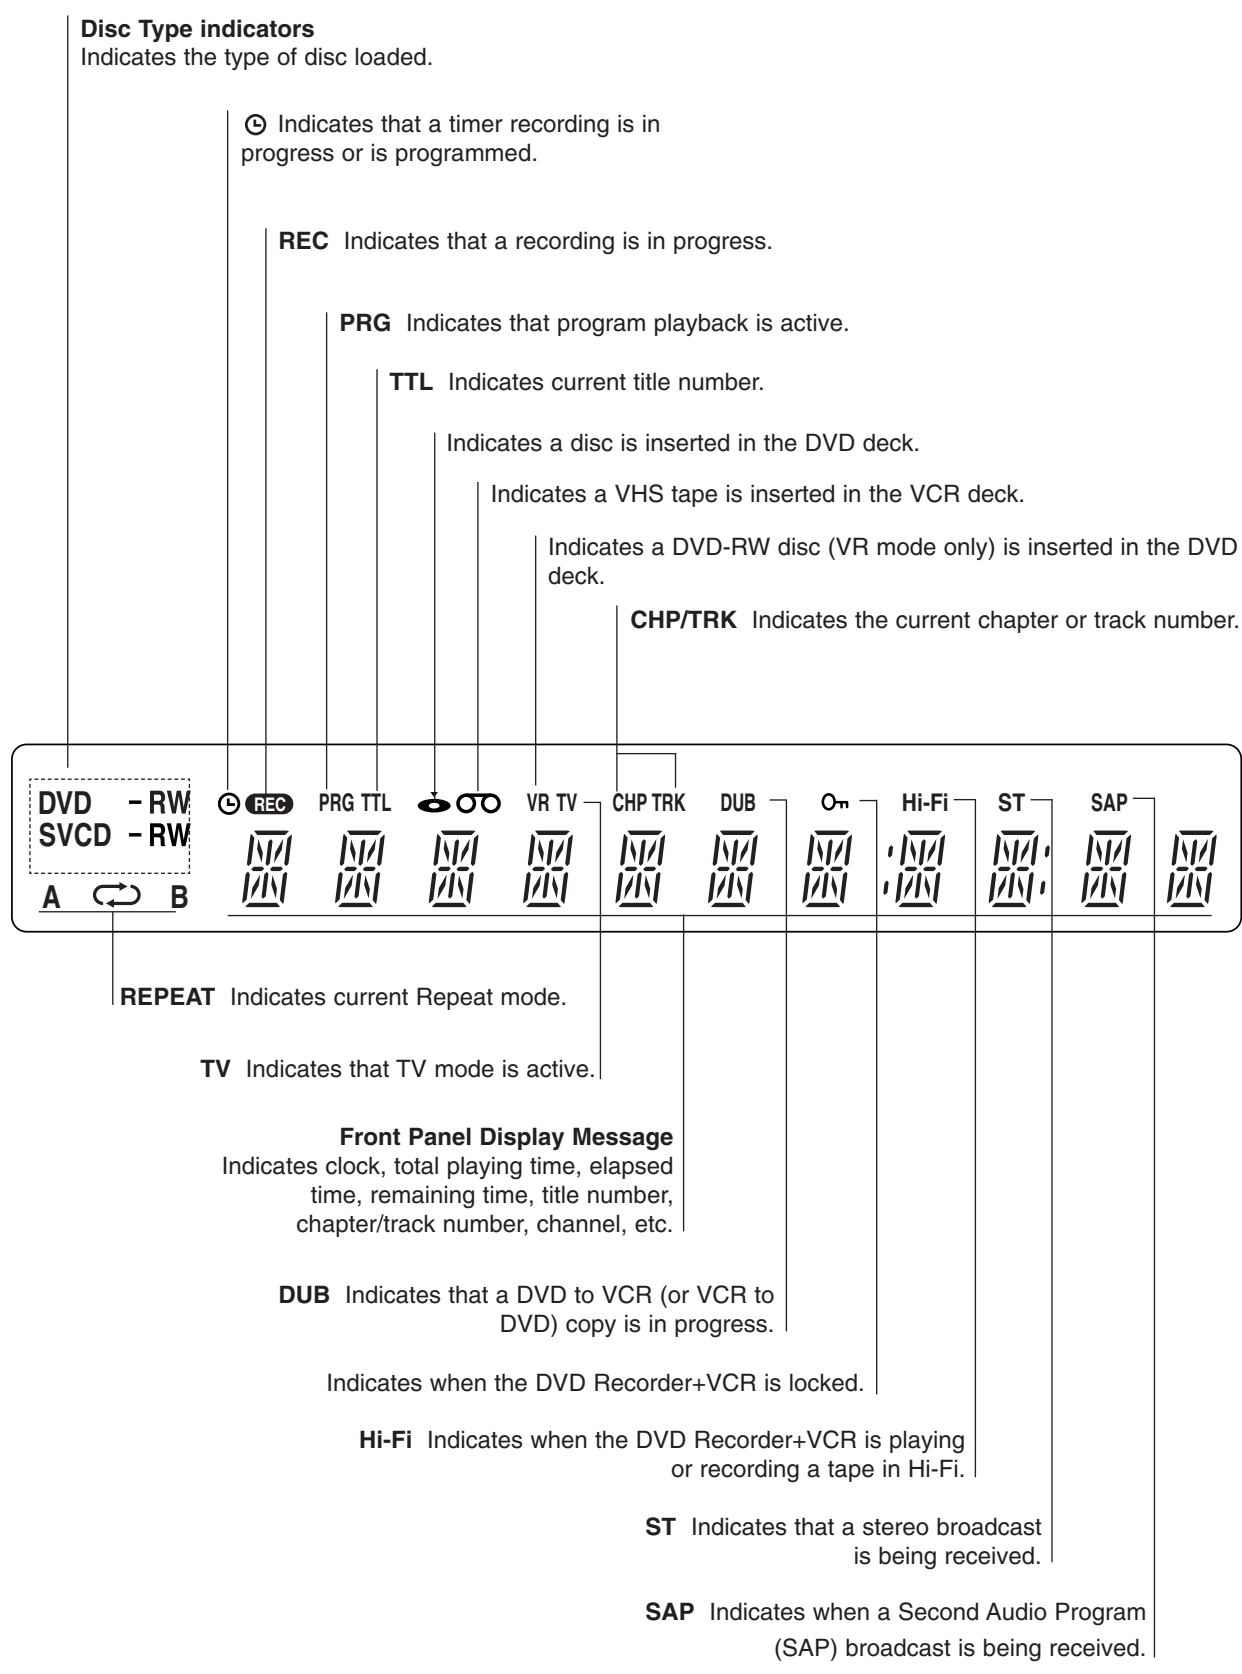 Disc Type indicators
Indicates the type of disc loaded.
Indicates that a timer recording is in
progress or is programmed.
REC Indicates that a recording is in progress.
PRG Indicates that program playback is active.
TTL Indicates current title number.
Indicates a disc is inserted in the DVD deck.
Indicates a VHS tape is inserted in the VCR deck.
Indicates a DVD-RW disc (VR mode only) is inserted in the DVD
deck.
CHP/TRK Indicates the current chapter or track number.
DVD -RW REC PRG TTL VR TV CHP TRK DUB Hi-Fi ST SAP
SVCD -RW
A B
REPEAT Indicates current Repeat mode.
TV Indicates that TV mode is active.
Front Panel Display Message
Indicates clock, total playing time, elapsed
time, remaining time, title number,
chapter/track number, channel, etc.
DUB Indicates that a DVD to VCR (or VCR to
DVD) copy is in progress.
Indicates when the DVD Recorder+VCR is locked.
Hi-Fi Indicates when the DVD Recorder+VCR is playing
or recording a tape in Hi-Fi.
ST Indicates that a stereo broadcast
is being received.
SAP Indicates when a Second Audio Program
(SAP) broadcast is being received.